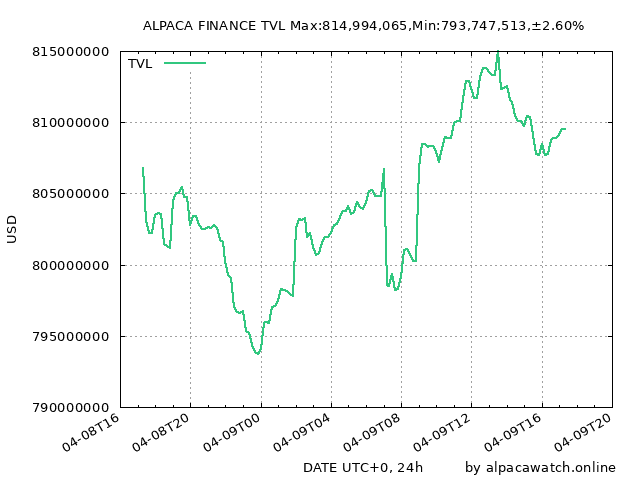 ALPACA FINANCE TVL Max:814,994,065,Min:793,747,513,±2.60%
815000000
TVL
810000000
805000000
USD
800000000
795000000
790000000
04-08T16
04-08T20
04-09T00
04-09T04
04-09T08
04-09T12
04-09T16
04-09T20
DATE UTC+0, 24h
by alpacawatch.online